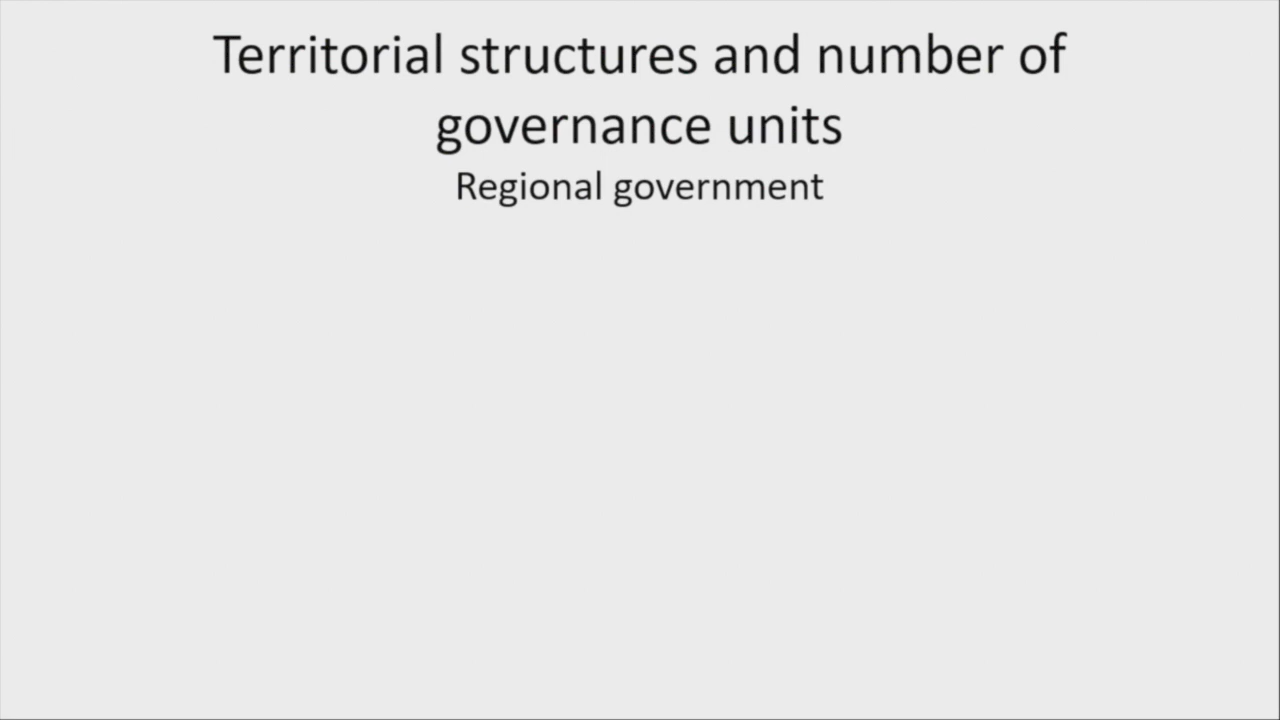 Territorial structures and number of
governance units
Regional government